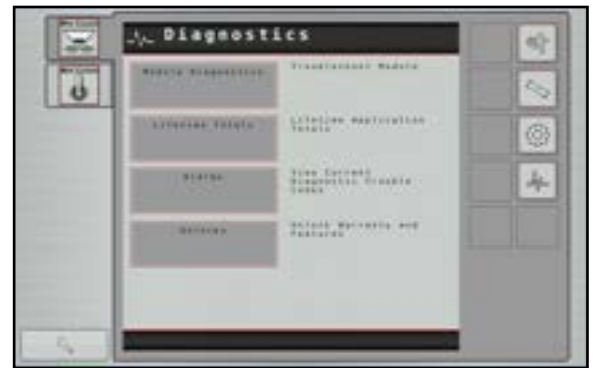 Diagnostics
Module Diagnostics
Troubleshoot Module
Lifetime Totals
Lifetime Application
Totals
Alarms
View Current
Diagnostic Trouble
Codes
Unlocks
Unlock Warranty and
Features